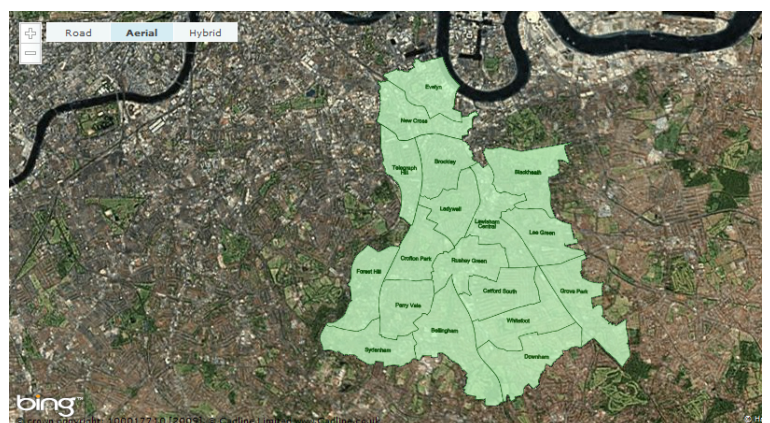 Road Aerial Hybrid
Evelyn
New Cross
Telegraph
Hill
Brockley
Blackheath
Ladywell
Lewisham
Central
Lee Green
Crofton Park
Rushey Green
Forest Hill
Catford South
Grove Park
Perry Vale
Whitefoot
Bellingham
Sydenham
Downham
bing™